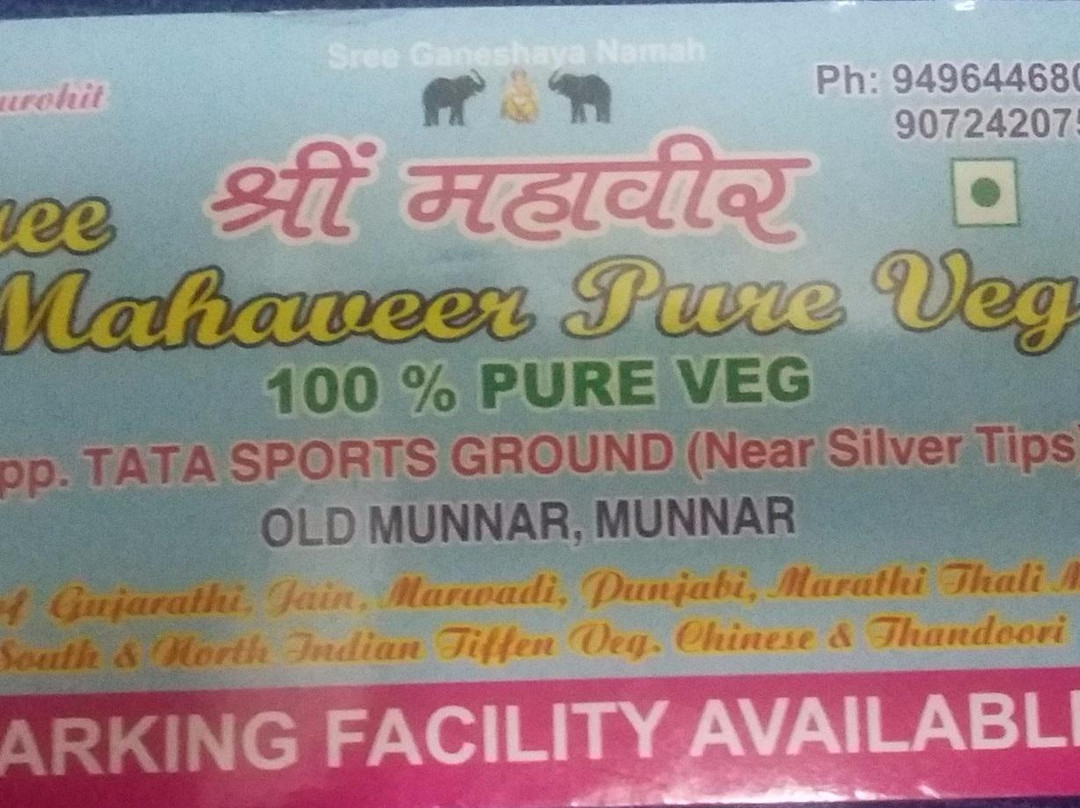 Sree Ganeshaya Namah
urohit
Ph: 949644680
907242075
श्रीं महावीर
ree
Mahaveer Pure Veg
100 % PURE VEG
pp. TATA SPORTS GROUND (Near Silver Tips)
OLD MUNNAR, MUNNAR
of Gujarathi, Jain, Marwadi, Punjabi, Marathi Thali M
South & North Indian Tiffen Veg. Chinese & Thandoori
ARKING FACILITY AVAILABL